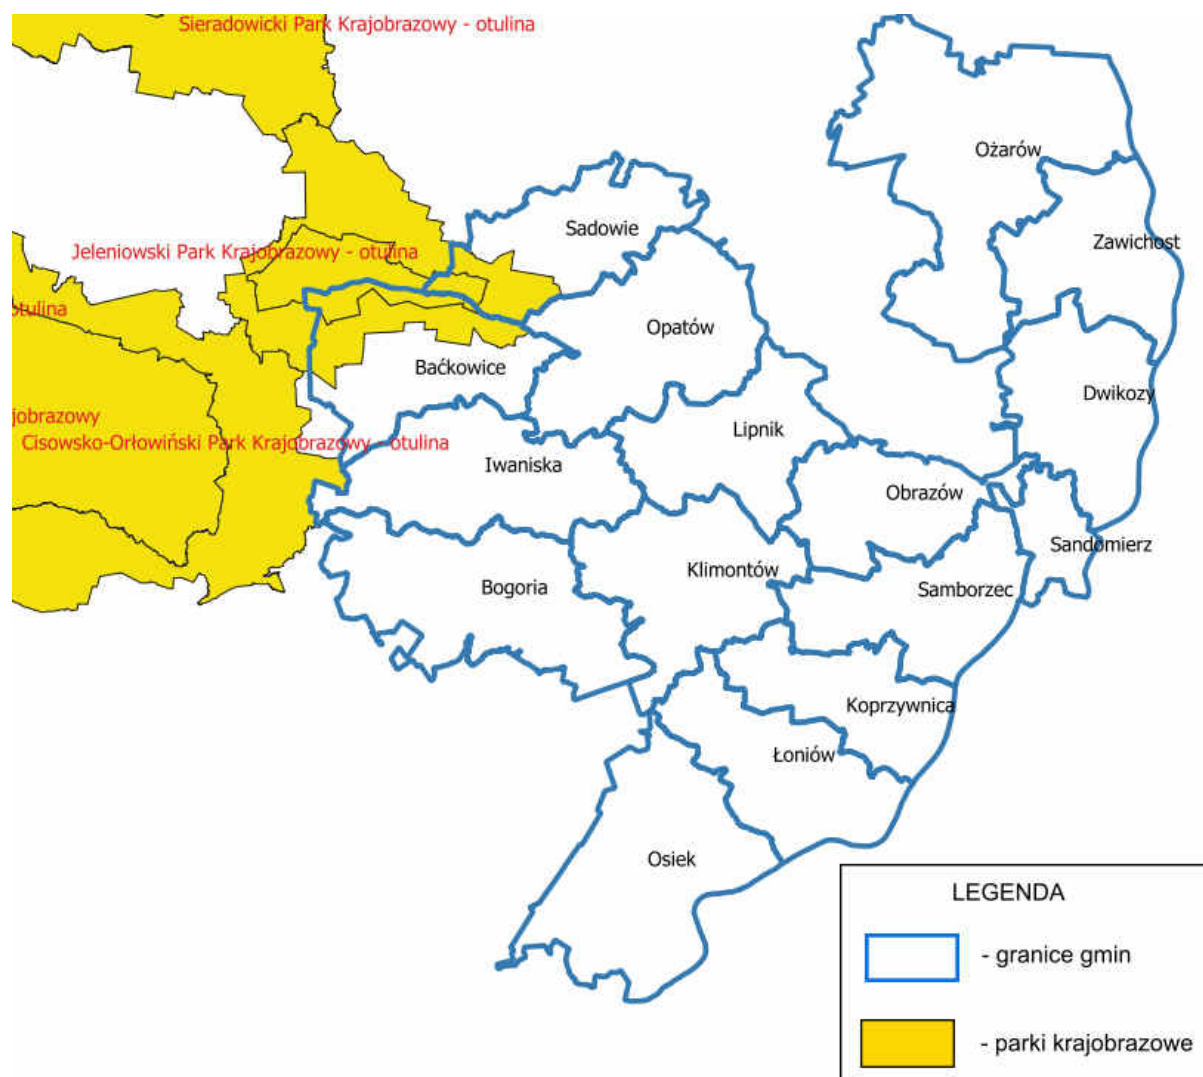 Sieradowicki Park Krajobrazowy - otulina
Ożarów
Sadowie
Zawichost
Jeleniowski Park Krajobrazowy - otulina
otulina
Opatów
Baćkowice
Dwikozy
jobrazowy
Lipnik
Cisowsko-Orłowiński Park Krajobrazowy - otulina
Iwaniska
Obrazów
Sandomierz
Klimontów
Bogoria
Samborzec
Koprzywnica
Łoniów
Osiek
LEGENDA
- granice gmin
- parki krajobrazowe